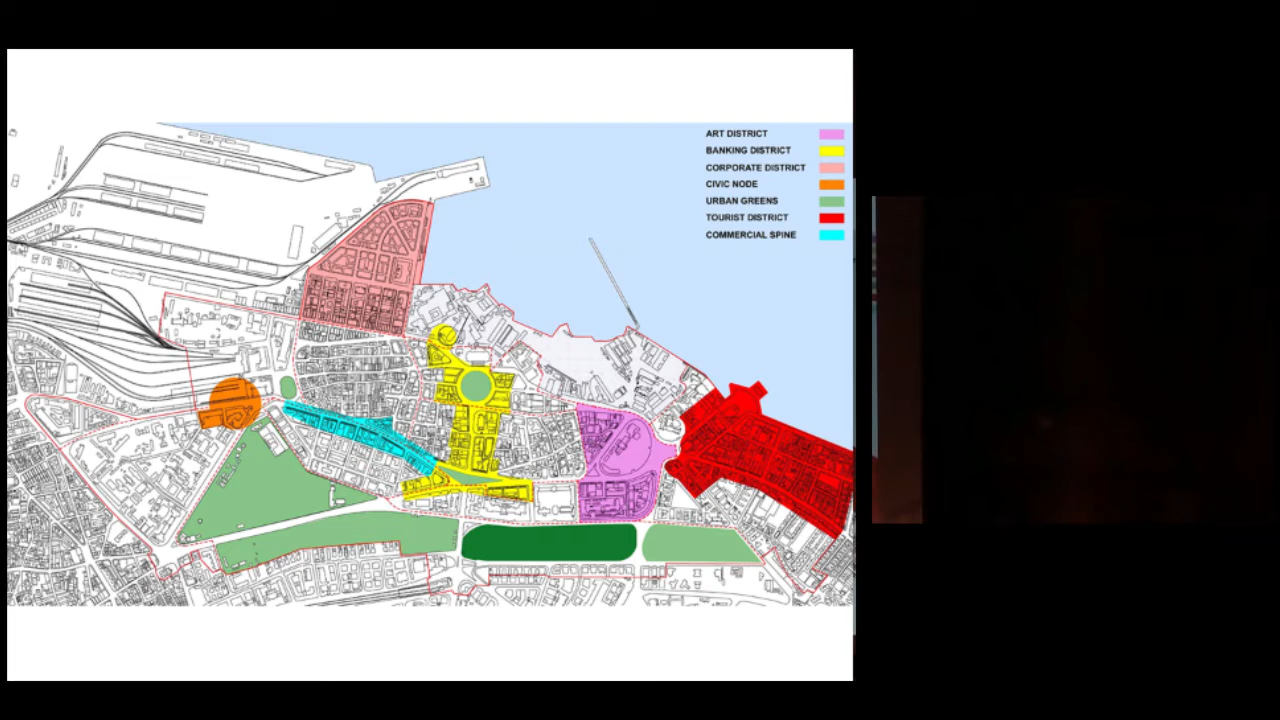 ART DISTRICT
BANKING DISTRICT
CORPORATE DISTRICT
CIVIC NODE
URBAN GREENS
TOURIST DISTRICT
COMMERCIAL SPINE